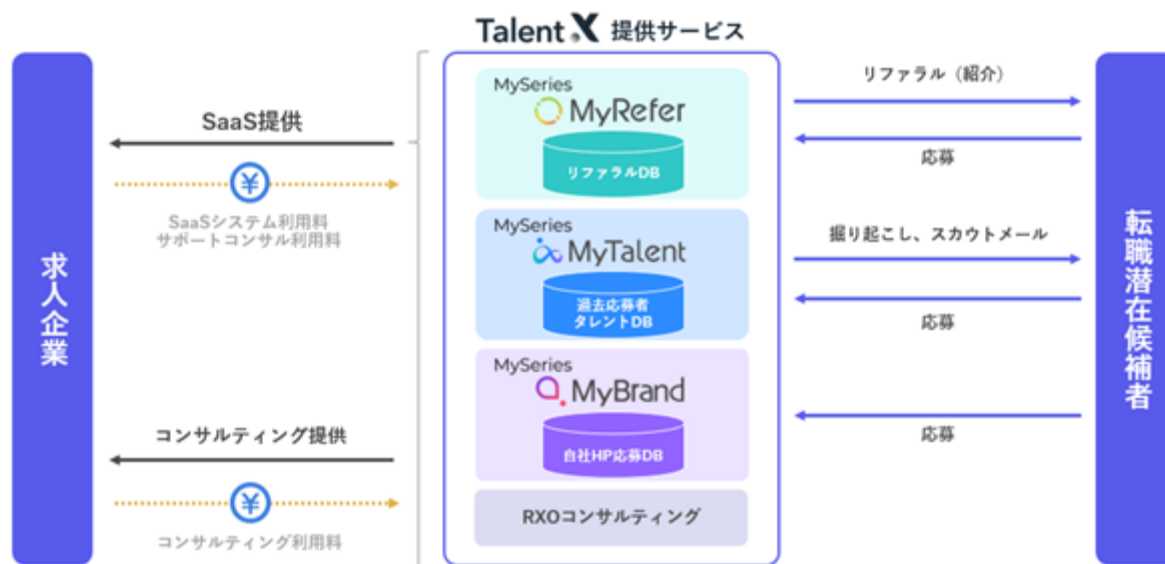 TalentX 提供サービス
求人企業
SaaS提供
¥
SaaSシステム利用料
サポートコンサル利用料
コンサルティング提供
¥
コンサルティング利用料
MySeries
MyRefer
リファラルDB
MySeries
MyTalent
過去応募者
タレントDB
MySeries
MyBrand
自社HP応募DB
RXOコンサルティング
リファラル（紹介）
応募
掘り起こし、スカウトメール
応募
応募
転職潜在候補者